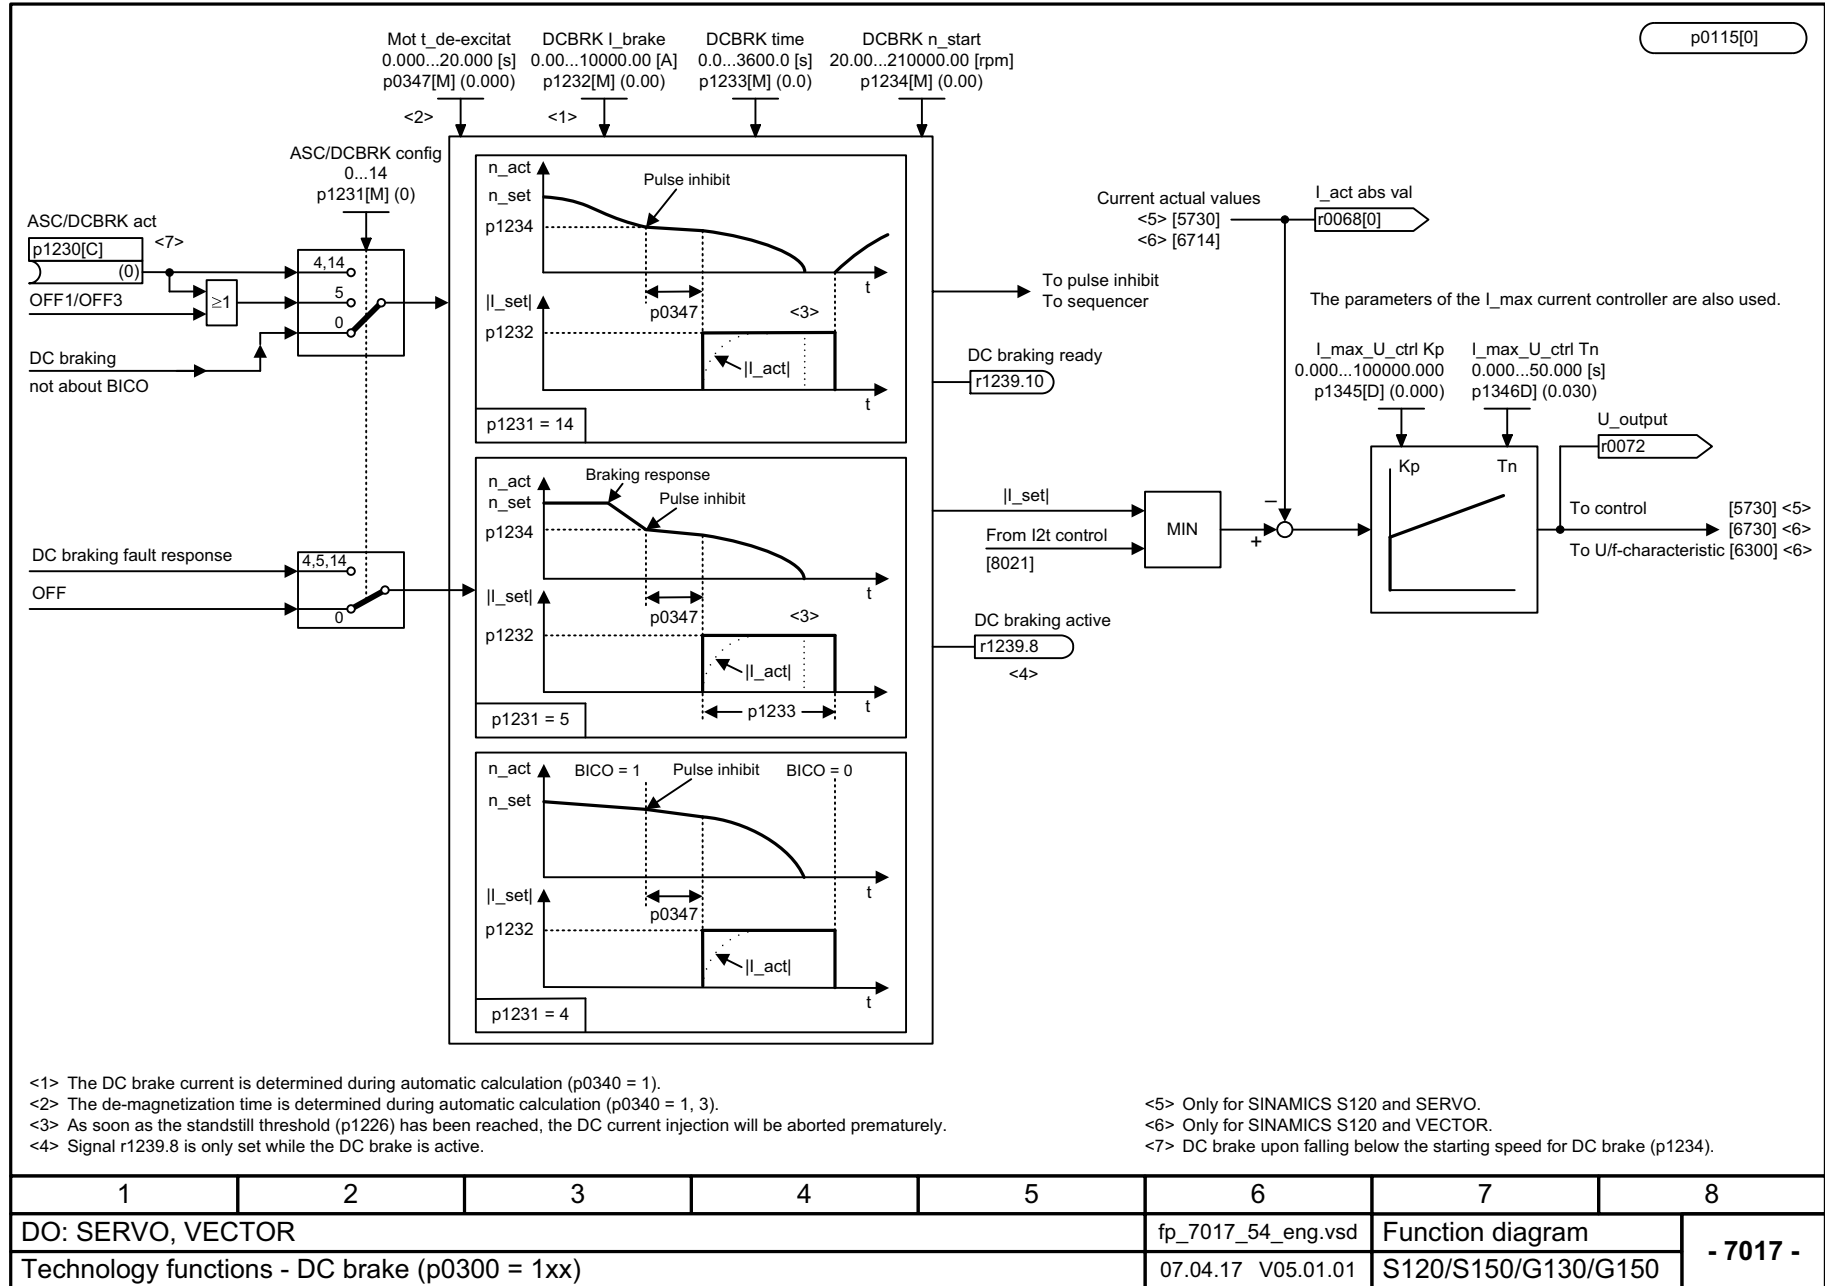 Mot t_de-excitat
0.000...20.000 [s]
p0347[M] (0.000)
<2>
DCBRK I_brake
0.00...10000.00 [A]
p1232[M] (0.00)
<1>
DCBRK time
0.0...3600.0 [s]
p1233[M] (0.0)
DCBRK n_start
20.00...210000.00 [rpm]
p1234[M] (0.00)
p0115[0]
ASC/DCBRK config
0...14
p1231[M] (0)
ASC/DCBRK act
p1230[C]
<7>
(0)
OFF1/OFF3
≥1
DC braking
not about BICO
4,14
5
0
DC braking fault response
OFF
4,5,14
0
n_act
n_set
p1234
Pulse inhibit
t
|I_set|
p0347
<3>
p1232
|I_act|
t
p1231 = 14
n_act
Braking response
n_set
Pulse inhibit
p1234
t
|I_set|
p0347
<3>
p1232
|I_act|
t
p1233
p1231 = 5
n_act
BICO = 1
Pulse inhibit
BICO = 0
n_set
t
|I_set|
p0347
p1232
|I_act|
t
p1231 = 4
Current actual values
<5> [5730]
<6> [6714]
I_act abs val
r0068[0]
To pulse inhibit
To sequencer
The parameters of the I_max current controller are also used.
DC braking ready
r1239.10
I_max_U_ctrl Kp
0.000...100000.000
p1345[D] (0.000)
I_max_U_ctrl Tn
0.000...50.000 [s]
p1346D] (0.030)
U_output
r0072
Kp
Tn
|I_set|
From I2t control
[8021]
MIN
–
+
To control
[5730] <5>
[6730] <6>
To U/f-characteristic [6300] <6>
DC braking active
r1239.8
<4>
<1> The DC brake current is determined during automatic calculation (p0340 = 1).
<2> The de-magnetization time is determined during automatic calculation (p0340 = 1, 3).
<3> As soon as the standstill threshold (p1226) has been reached, the DC current injection will be aborted prematurely.
<4> Signal r1239.8 is only set while the DC brake is active.
<5> Only for SINAMICS S120 and SERVO.
<6> Only for SINAMICS S120 and VECTOR.
<7> DC brake upon falling below the starting speed for DC brake (p1234).
1 2 3 4 5 6 7 8
DO: SERVO, VECTOR
fp_7017_54_eng.vsd
Function diagram
- 7017 -
Technology functions - DC brake (p0300 = 1xx)
07.04.17 V05.01.01
S120/S150/G130/G150